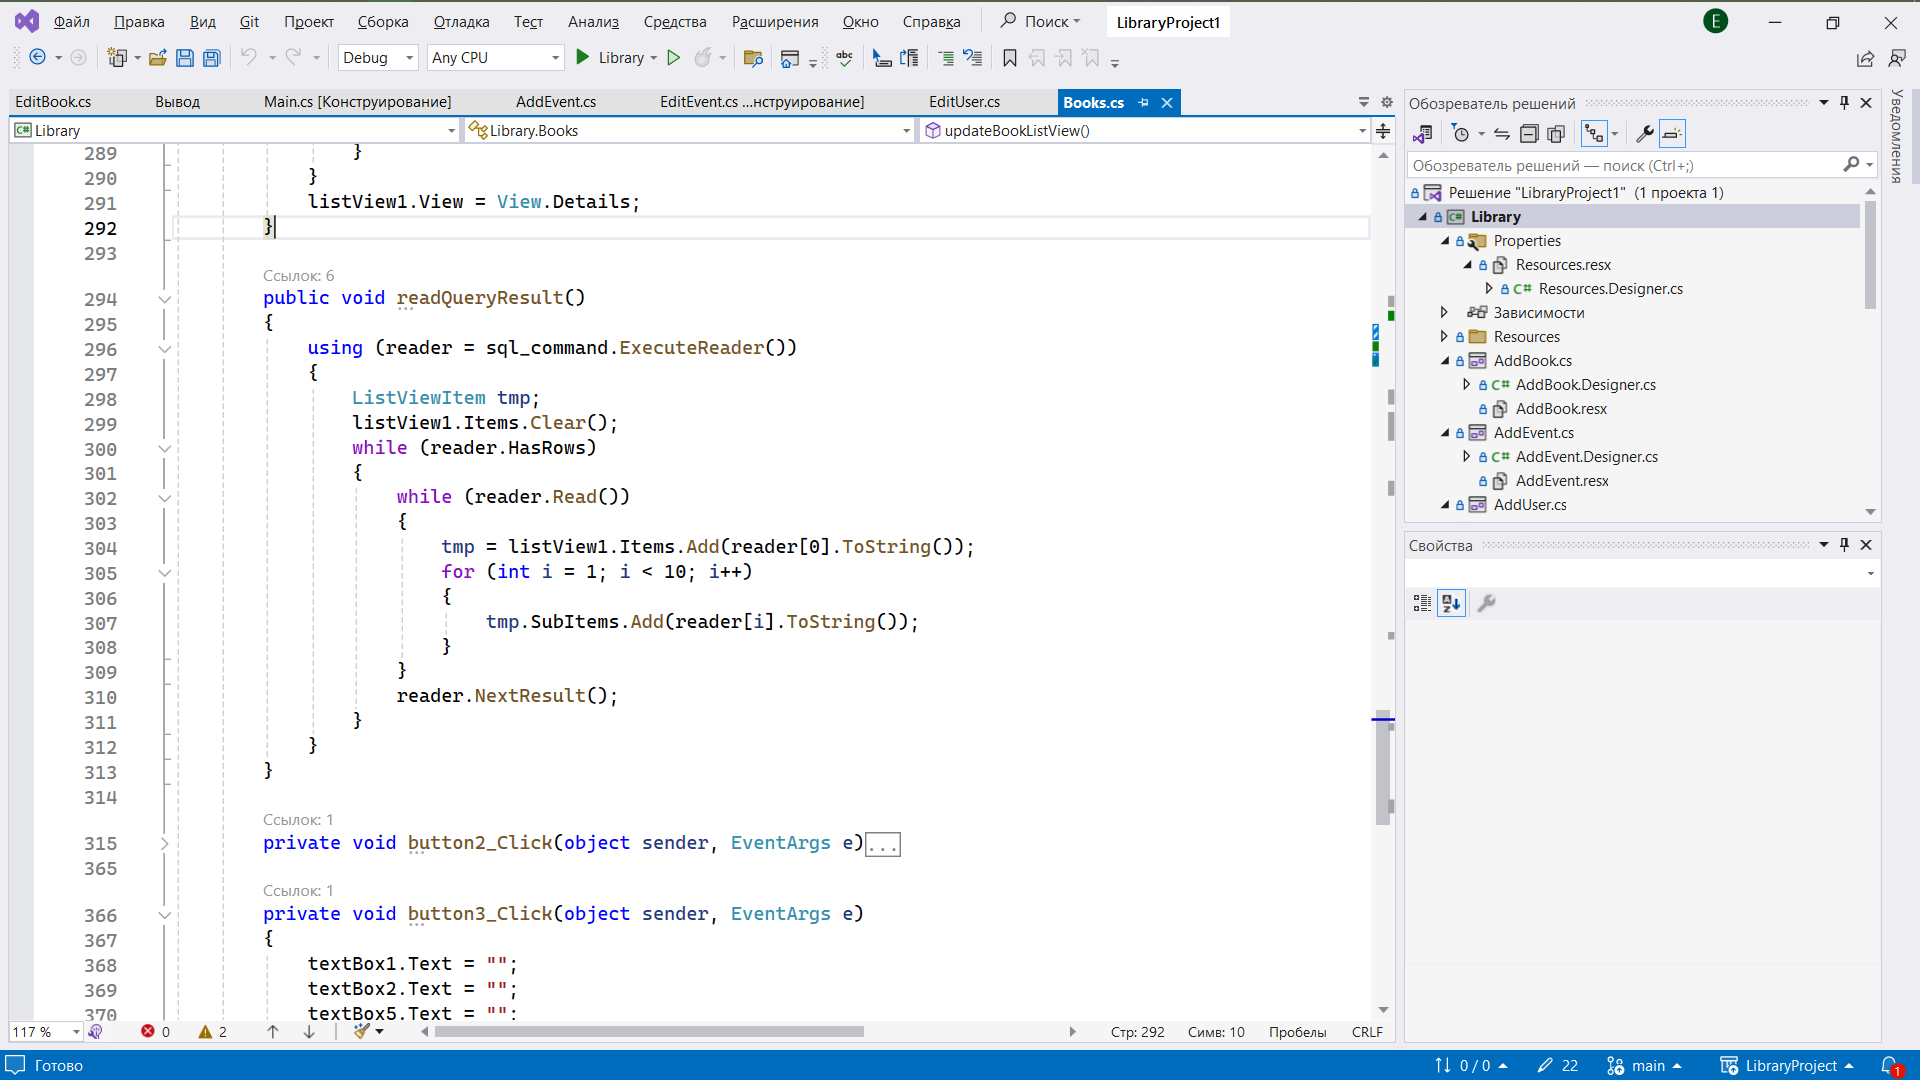 Файл Правка Вид Git Проект Сборка Отладка Тест Анализ Средства Расширения Окно Справка Поиск LibraryProject1 E
Debug Any CPU Library abc
EditBook.cs Вывод Main.cs [Конструирование] AddEvent.cs EditEvent.cs ...нструирование] EditUser.cs Books.cs
Library Library.Books updateBookListView()
289 }
290 }
291 listView1.View = View.Details;
292 }
293
Ссылок: 6
294 public void readQueryResult()
295 {
296 using (reader = sql_command.ExecuteReader())
297 {
298 ListViewItem tmp;
299 listView1.Items.Clear();
300 while (reader.HasRows)
301 {
302 while (reader.Read())
303 {
304 tmp = listView1.Items.Add(reader[0].ToString());
305 for (int i = 1; i < 10; i++)
306 {
307 tmp.SubItems.Add(reader[i].ToString());
308 }
309 }
310 reader.NextResult();
311 }
312 }
313 }
314
Ссылок: 1
315 private void button2_Click(object sender, EventArgs e)...
365
Ссылок: 1
366 private void button3_Click(object sender, EventArgs e)
367 {
368 textBox1.Text = "";
369 textBox2.Text = "";
370 textBox5.Text = "";
117 % 0 2 Стр: 292 Симв: 10 Пробелы CRLF
Обозреватель решений
Обозреватель решений — поиск (Ctrl+;)
Решение "LibraryProject1" (1 проекта 1)
Library
Properties
Resources.resx
C# Resources.Designer.cs
Зависимости
Resources
AddBook.cs
C# AddBook.Designer.cs
AddBook.resx
AddEvent.cs
C# AddEvent.Designer.cs
AddEvent.resx
AddUser.cs
Свойства
Уведомления
Готово 0 / 0 22 main LibraryProject 1